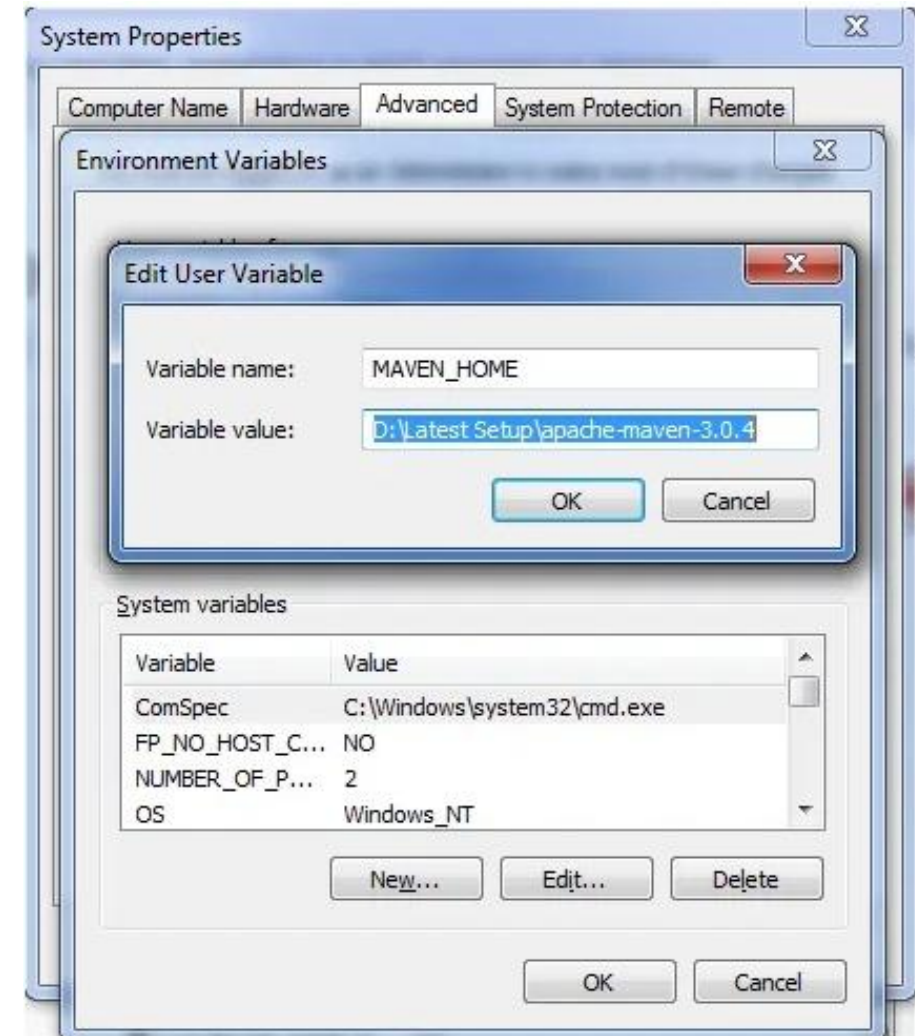 System Properties
Computer Name Hardware Advanced System Protection Remote
Environment Variables
Edit User Variable
Variable name: MAVEN_HOME
Variable value: D:\Latest Setup\apache-maven-3.0.4
OK Cancel
System variables
Variable Value
ComSpec C:\Windows\system32\cmd.exe
FP_NO_HOST_C... NO
NUMBER_OF_P... 2
OS Windows_NT
New... Edit... Delete
OK Cancel